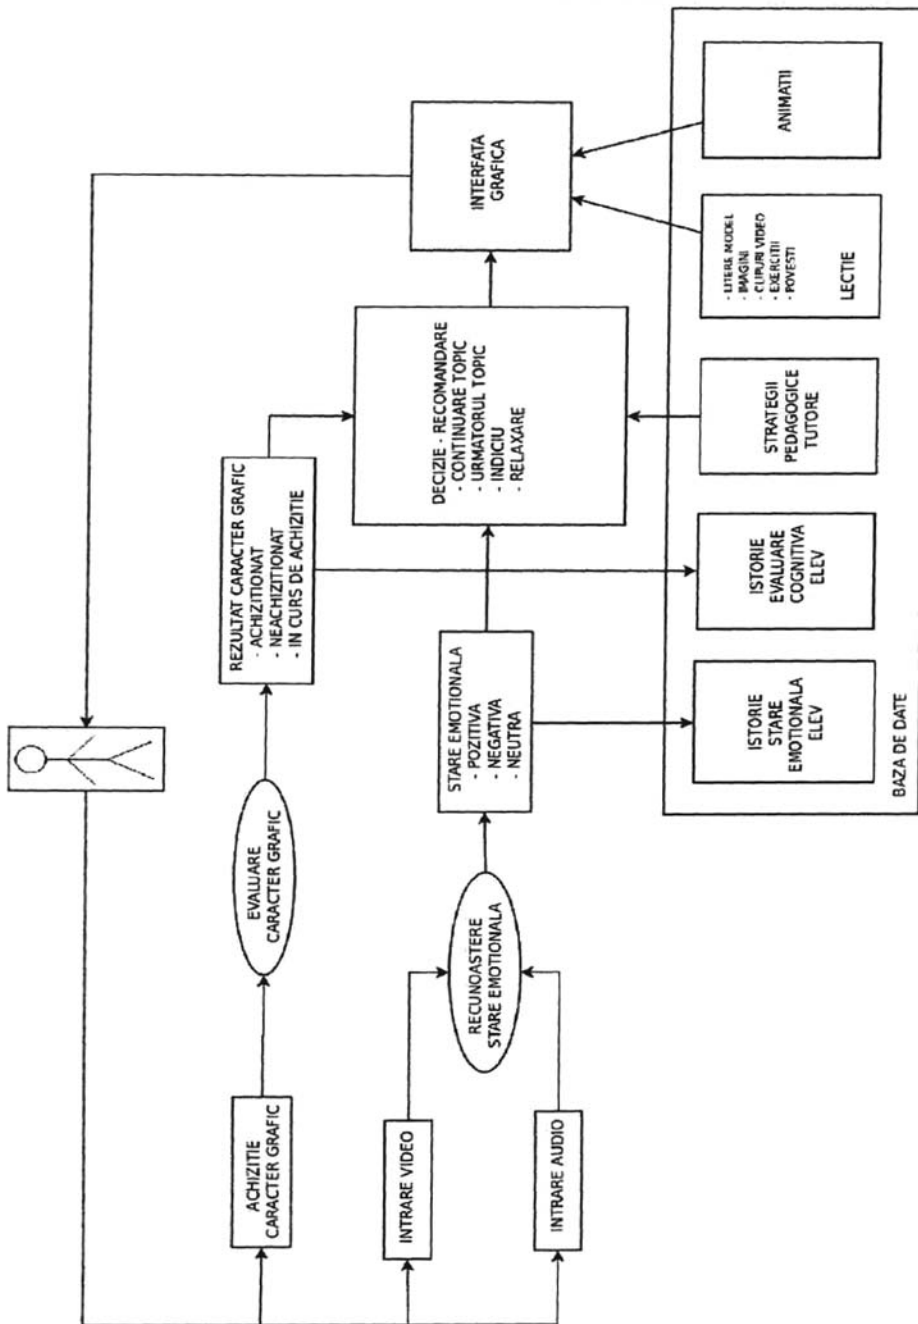 ACHIZITIE
CARACTER GRAFIC
EVALUARE
CARACTER GRAFIC
REZULTAT CARACTER GRAFIC
- ACHIZITIONAT
- NEACHIZITIONAT
- IN CURS DE ACHIZITIE
INTRARE VIDEO
INTRARE AUDIO
RECUNOASTERE
STARE EMOTIONALA
STARE EMOTIONALA
- POZITIVA
- NEGATIVA
- NEUTRA
DECIZIE - RECOMANDARE
- CONTINUARE TOPIC
- URMATORUL TOPIC
- INDICIU
- RELAXARE
INTERFATA
GRAFICA
ISTORIE
STARE
EMOTIONALA
ELEV
ISTORIE
EVALUARE
COGNITIVA
ELEV
STRATEGII
PEDAGOGICE
TUTORE
- LITERE MODEL
- IMAGINI
- CLIPURI VIDEO
- EXERCITII
- POVESTI
LECTIE
ANIMATII
BAZA DE DATE